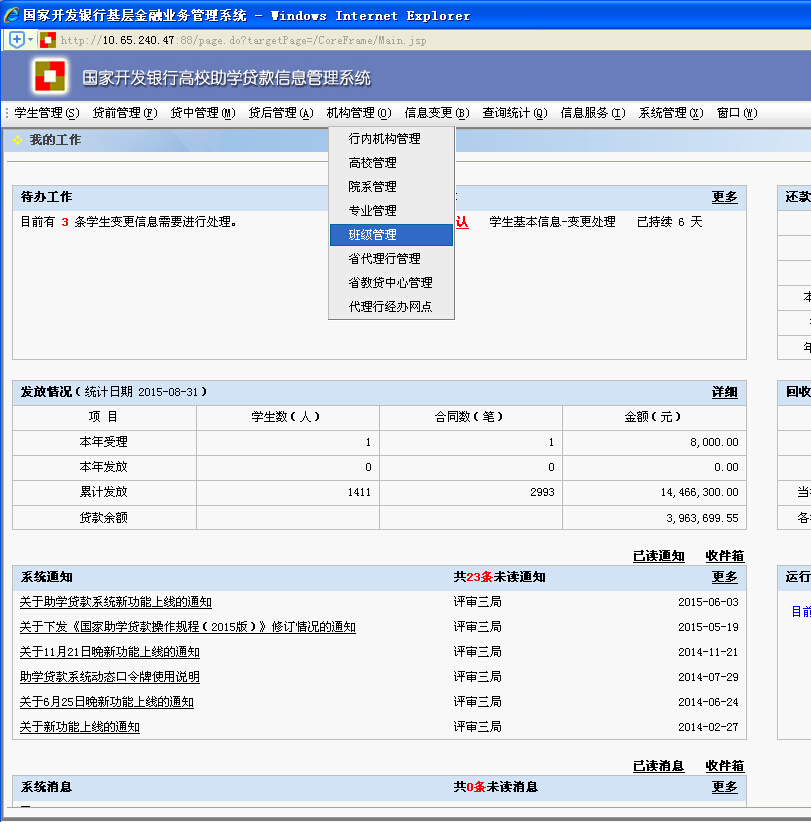 国家开发银行基层金融业务管理系统 - Windows Internet Explorer
http://10.65.240.47:88/page.do?targetPage=/CoreFrame/Main.jsp
国家开发银行高校助学贷款信息管理系统
学生管理(S) 贷前管理(F) 贷中管理(M) 贷后管理(A) 机构管理(O) 信息变更(B) 查询统计(Q) 信息服务(I) 系统管理(X) 窗口(W)
我的工作
行内机构管理
高校管理
院系管理
专业管理
班级管理
省代理行管理
省教贷中心管理
代理行经办网点
待办工作 更多 还款
目前有 3 条学生变更信息需要进行处理。 认 学生基本信息-变更处理 已持续 6 天
本
年
发放情况(统计日期 2015-08-31) 详细 回收
项 目 学生数(人) 合同数(笔) 金额(元)
本年受理 1 1 8,000.00
本年发放 0 0 0.00
累计发放 1411 2993 14,466,300.00 当
贷款余额 3,963,699.55 各
已读通知 收件箱
系统通知 共23条未读通知 更多 运行
关于助学贷款系统新功能上线的通知 评审三局 2015-06-03 目前
关于下发《国家助学贷款操作规程(2015版)》修订情况的通知 评审三局 2015-05-19
关于11月21日晚新功能上线的通知 评审三局 2014-11-21
助学贷款系统动态口令牌使用说明 评审三局 2014-07-29
关于6月25日晚新功能上线的通知 评审三局 2014-06-24
关于新功能上线的通知 评审三局 2014-02-27
已读消息 收件箱
系统消息 共0条未读消息 更多